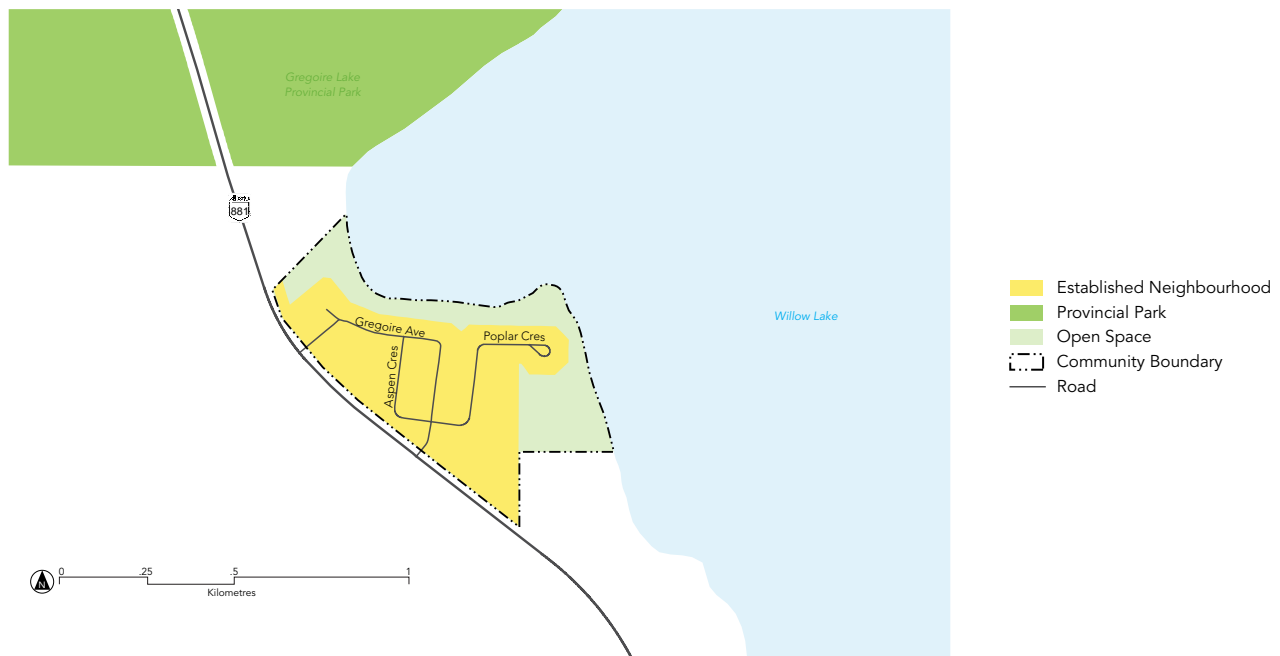 Gregoire Lake
Provincial Park
881
Gregoire Ave
Poplar Cres
Aspen Cres
Willow Lake
Established Neighbourhood
Provincial Park
Open Space
Community Boundary
Road
N
0 .25 .5 1
Kilometres